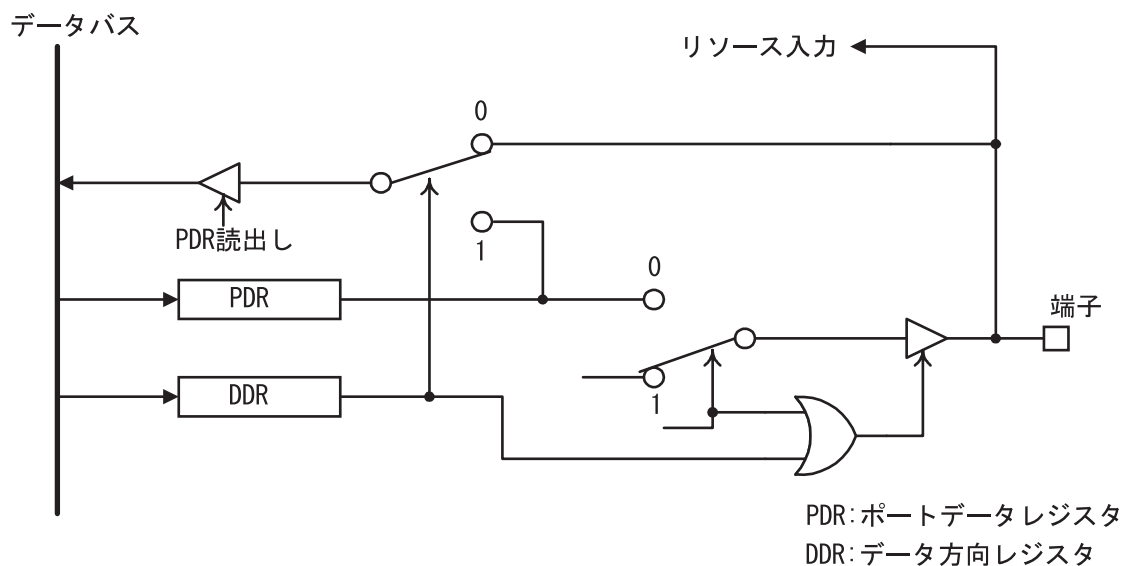 データバス
リソース入力
0
PDR読出し
1
0
PDR
端子
DDR
1
PDR：ポートデータレジスタ
DDR：データ方向レジスタ